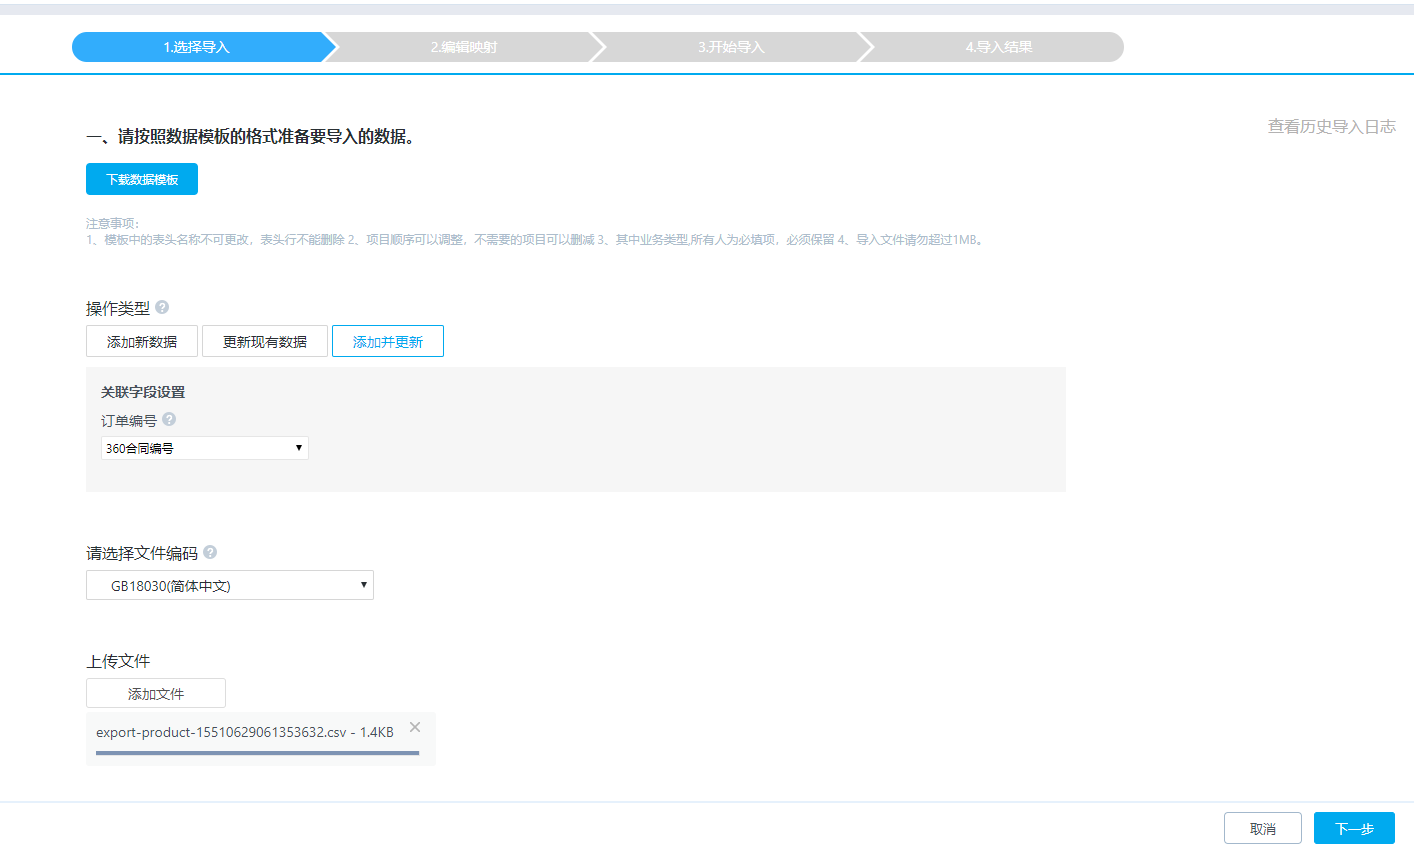 1.选择导入
2.编辑映射
3.开始导入
4.导入结果
查看历史导入日志
一、请按照数据模板的格式准备要导入的数据。
下载数据模板
注意事项：
1、模板中的表头名称不可更改，表头行不能删除 2、项目顺序可以调整，不需要的项目可以删减 3、其中业务类型,所有人为必填项，必须保留 4、导入文件请勿超过1MB。
操作类型 ?
添加新数据
更新现有数据
添加并更新
关联字段设置
订单编号 ?
360合同编号
请选择文件编码 ?
GB18030(简体中文)
上传文件
添加文件
export-product-15510629061353632.csv - 1.4KB
取消
下一步